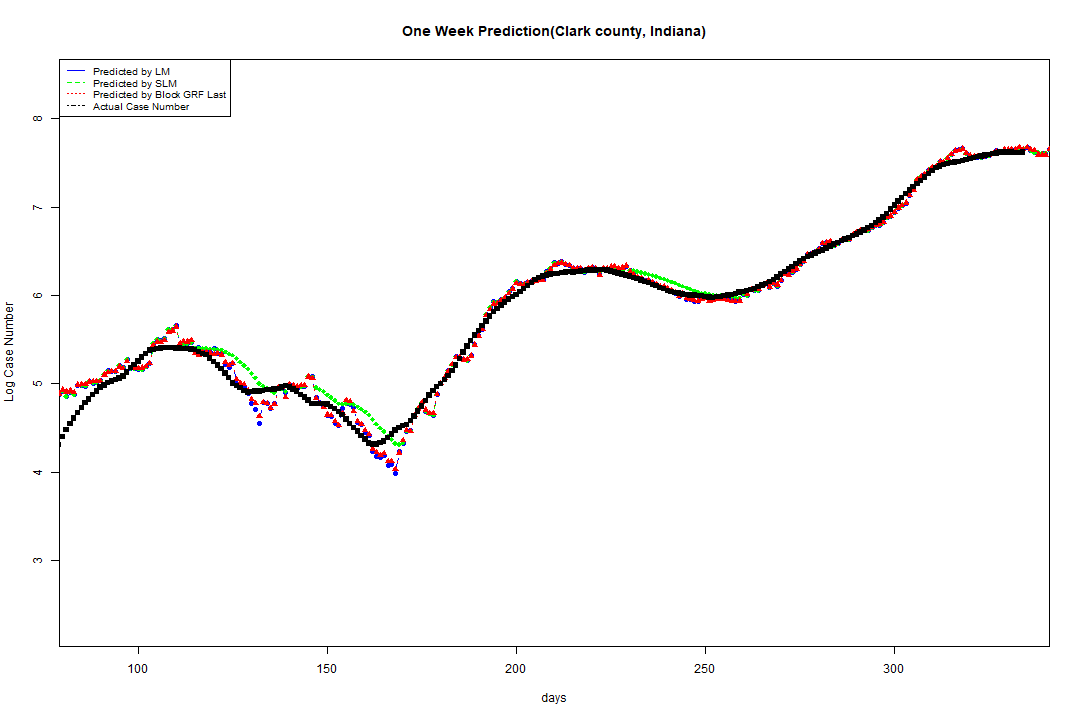 One Week Prediction(Clark county, Indiana)
Predicted by LM
Predicted by SLM
Predicted by Block GRF Last
Actual Case Number
Log Case Number
8
7
6
5
4
3
100 150 200 250 300
days